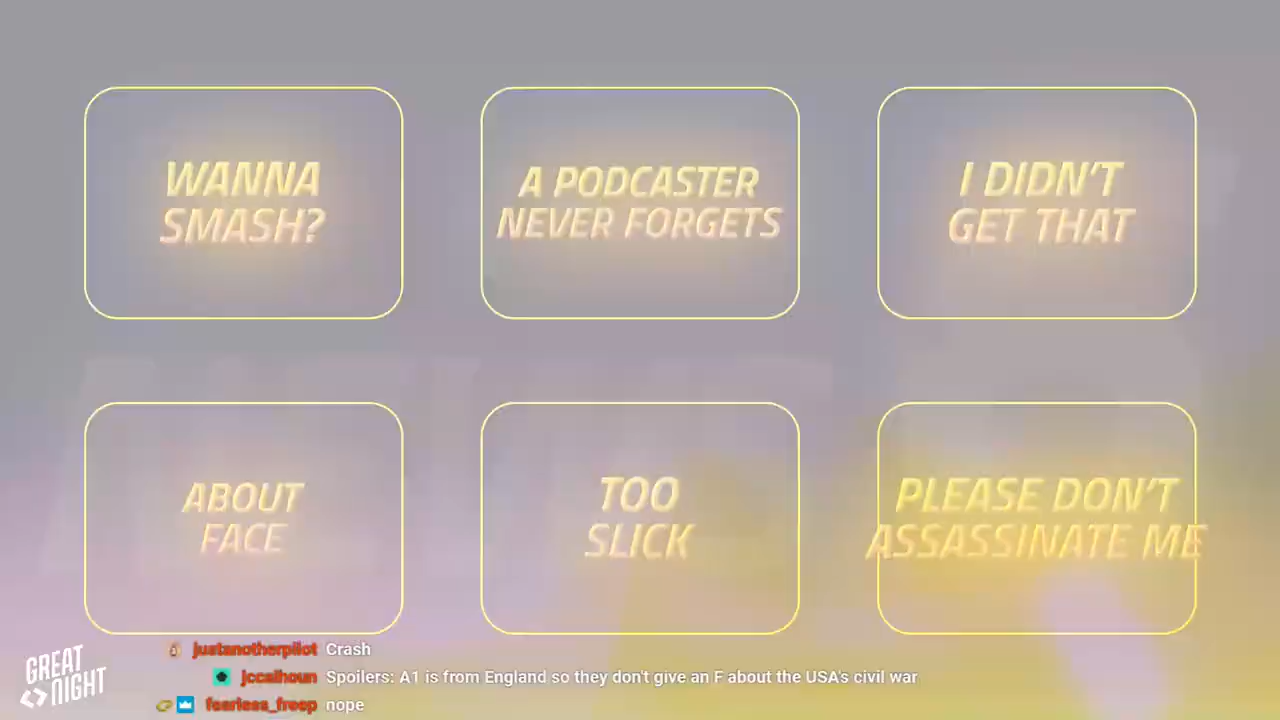 WANNA
SMASH?
A PODCASTER
NEVER FORGETS
I DIDN'T
GET THAT
ABOUT
FACE
TOO
SLICK
PLEASE DON'T
ASSASSINATE ME
justanotherpilot Crash
jccalhoun Spoilers: A1 is from England so they don't give an F about the USA's civil war
fearless_freep nope
GREAT
NIGHT